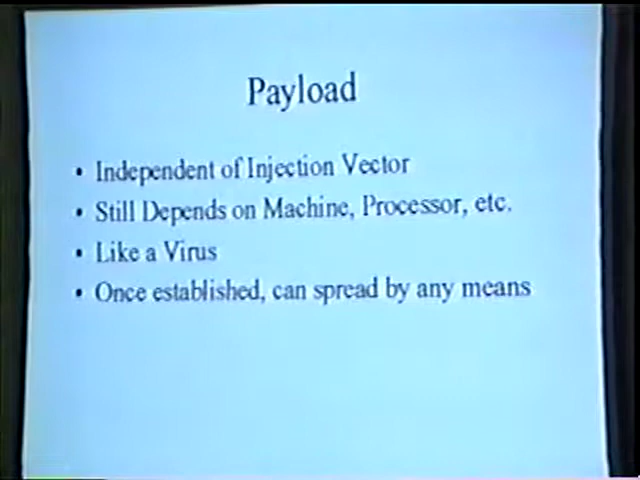 Payload
• Independent of Injection Vector
• Still Depends on Machine, Processor, etc.
• Like a Virus
• Once established, can spread by any means